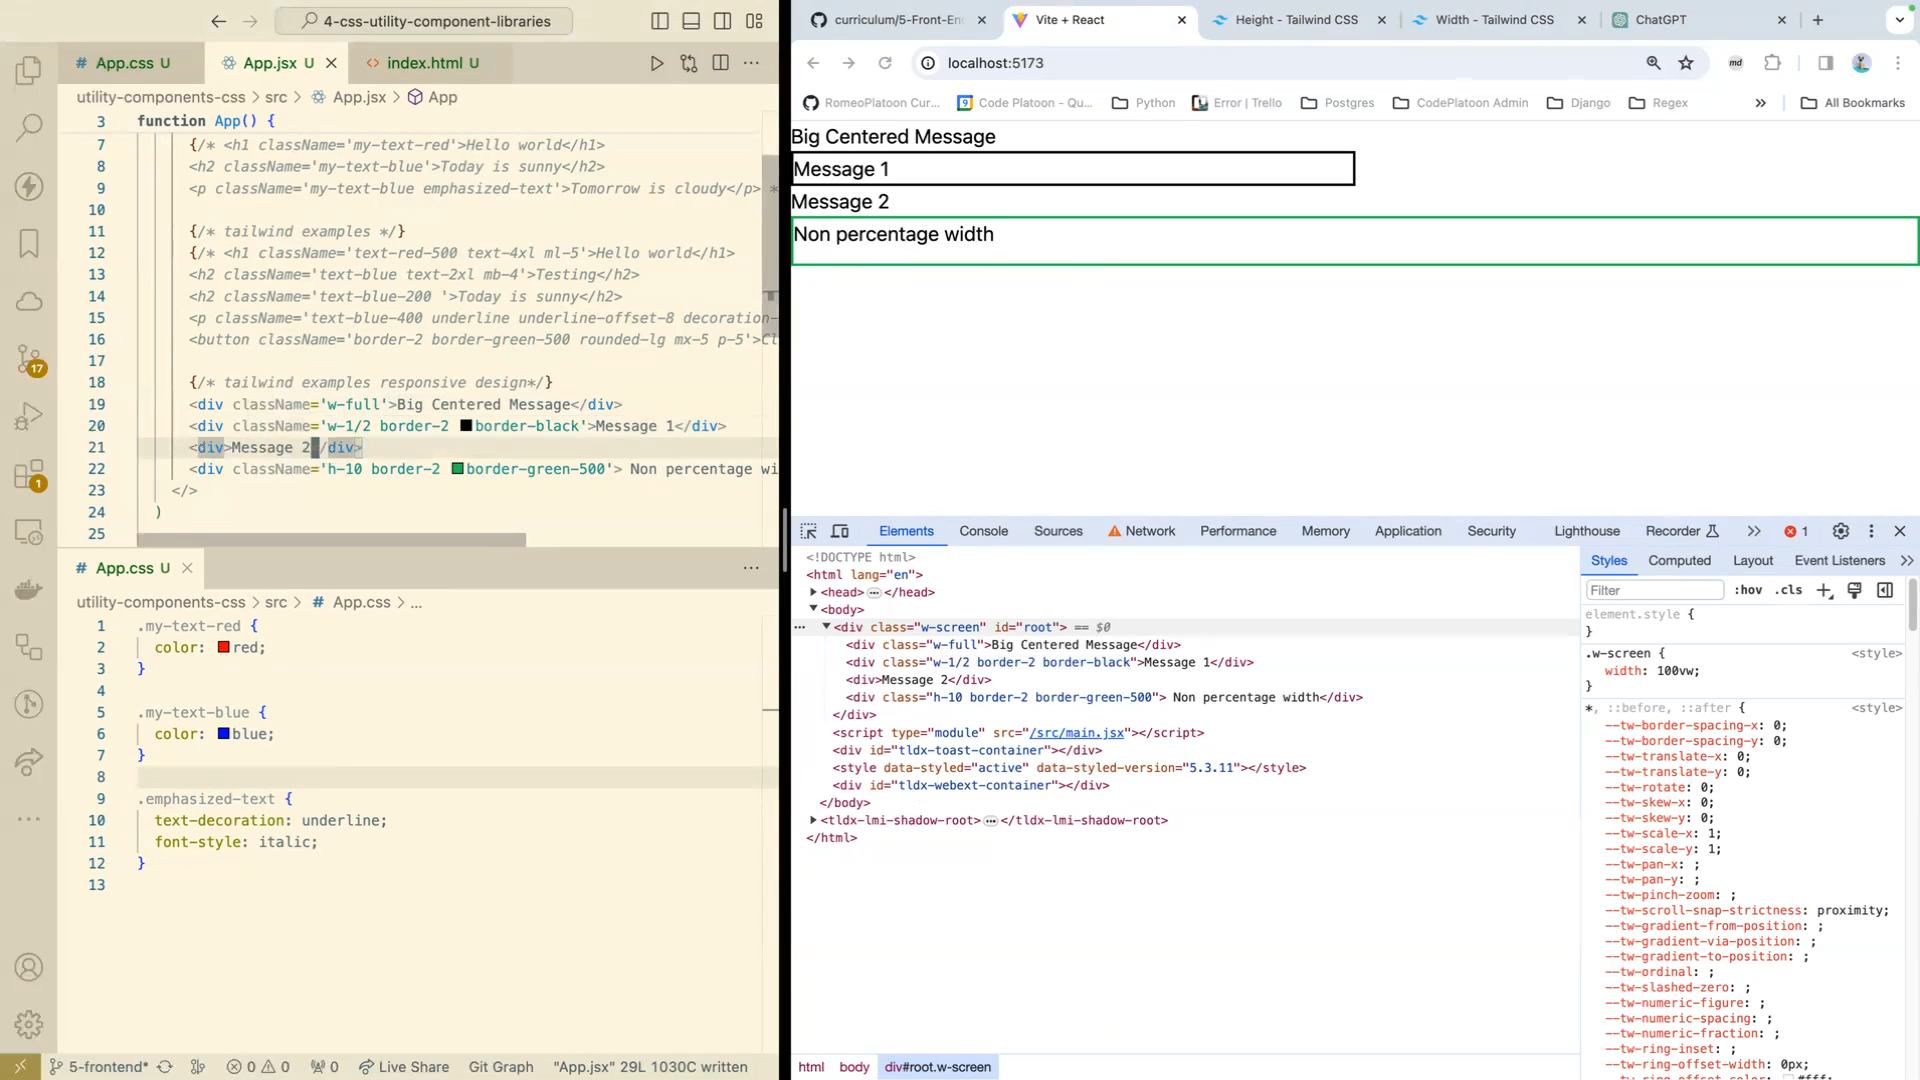 4-css-utility-component-libraries
App.css U
App.jsx U
index.html U
utility-components-css > src > App.jsx > App
3 function App() {
7 {/* <h1 className='my-text-red'>Hello world</h1>
8 <h2 className='my-text-blue'>Today is sunny</h2>
9 <p className='my-text-blue emphasized-text'>Tomorrow is cloudy</p> *
10
11 {/* tailwind examples */}
12 {/* <h1 className='text-red-500 text-4xl ml-5'>Hello world</h1>
13 <h2 className='text-blue text-2xl mb-4'>Testing</h2>
14 <h2 className='text-blue-200 '>Today is sunny</h2>
15 <p className='text-blue-400 underline underline-offset-8 decoration-
16 <button className='border-2 border-green-500 rounded-lg mx-5 p-5'>Cl
17
18 {/* tailwind examples responsive design*/}
19 <div className='w-full'>Big Centered Message</div>
20 <div className='w-1/2 border-2 border-black'>Message 1</div>
21 <div>Message 2</div>
22 <div className='h-10 border-2 border-green-500'> Non percentage wi
23 </>
24 )
25
17
1
App.css U
utility-components-css > src > App.css > ...
1 .my-text-red {
2 color: red;
3 }
4
5 .my-text-blue {
6 color: blue;
7 }
8
9 .emphasized-text {
10 text-decoration: underline;
11 font-style: italic;
12 }
13
5-frontend* 0 0 0 Live Share Git Graph "App.jsx" 29L 1030C written
curriculum/5-Front-En
Vite + React
Height - Tailwind CSS
Width - Tailwind CSS
ChatGPT
localhost:5173
md
RomeoPlatoon Cur...
Code Platoon - Qu...
Python
Error | Trello
Postgres
CodePlatoon Admin
Django
Regex
All Bookmarks
Big Centered Message
Message 1
Message 2
Non percentage width
Elements Console Sources Network Performance Memory Application Security Lighthouse Recorder 1
<!DOCTYPE html>
<html lang="en">
<head> ... </head>
<body>
<div class="w-screen" id="root"> == $0
<div class="w-full">Big Centered Message</div>
<div class="w-1/2 border-2 border-black">Message 1</div>
<div>Message 2</div>
<div class="h-10 border-2 border-green-500"> Non percentage width</div>
</div>
<script type="module" src="/src/main.jsx"></script>
<div id="tldx-toast-container"></div>
<style data-styled="active" data-styled-version="5.3.11"></style>
<div id="tldx-webext-container"></div>
</body>
<tldx-lmi-shadow-root> ... </tldx-lmi-shadow-root>
</html>
html body div#root.w-screen
Styles Computed Layout Event Listeners
Filter :hov .cls
element.style {
}
.w-screen { <style>
width: 100vw;
}
*, ::before, ::after { <style>
--tw-border-spacing-x: 0;
--tw-border-spacing-y: 0;
--tw-translate-x: 0;
--tw-translate-y: 0;
--tw-rotate: 0;
--tw-skew-x: 0;
--tw-skew-y: 0;
--tw-scale-x: 1;
--tw-scale-y: 1;
--tw-pan-x: ;
--tw-pan-y: ;
--tw-pinch-zoom: ;
--tw-scroll-snap-strictness: proximity;
--tw-gradient-from-position: ;
--tw-gradient-via-position: ;
--tw-gradient-to-position: ;
--tw-ordinal: ;
--tw-slashed-zero: ;
--tw-numeric-figure: ;
--tw-numeric-spacing: ;
--tw-numeric-fraction: ;
--tw-ring-inset: ;
--tw-ring-offset-width: 0px;
--tw-ring-offset-color: #fff;